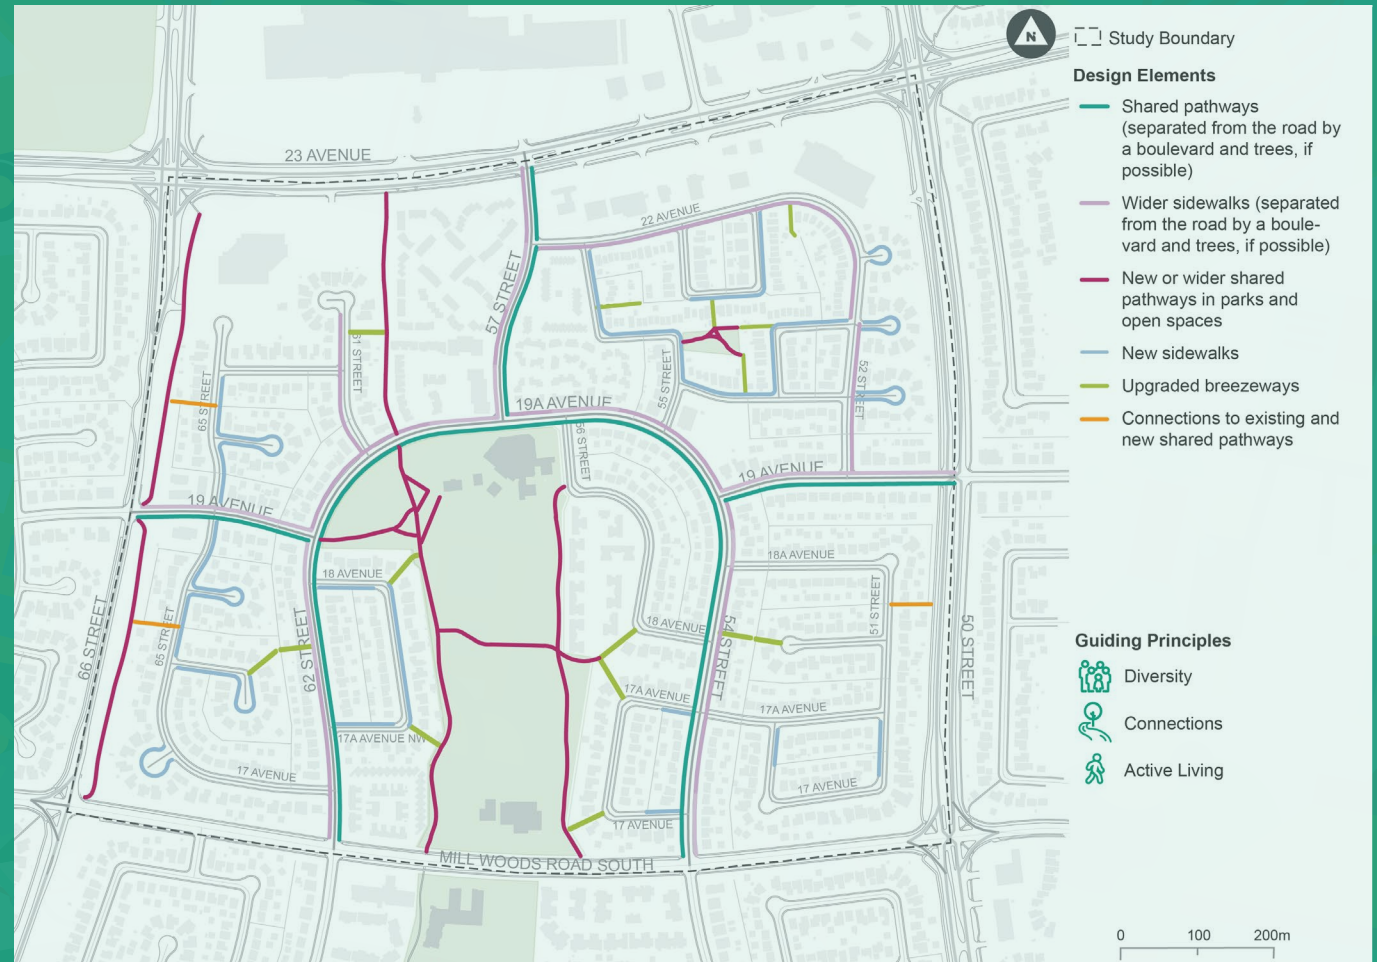 N
Study Boundary
Design Elements
Shared pathways
(separated from the road by
a boulevard and trees, if
possible)
Wider sidewalks (separated
from the road by a boule-
vard and trees, if possible)
New or wider shared
pathways in parks and
open spaces
New sidewalks
Upgraded breezeways
Connections to existing and
new shared pathways
Guiding Principles
Diversity
Connections
Active Living
0 100 200m
23 AVENUE
22 AVENUE
57 STREET
61 STREET
65 STREET
55 STREET
52 STREET
19A AVENUE
56 STREET
19 AVENUE
19 AVENUE
18A AVENUE
18 AVENUE
51 STREET
66 STREET
65 STREET
62 STREET
18 AVENUE
54 STREET
50 STREET
17A AVENUE
17A AVENUE
17A AVENUE NW
17 AVENUE
17 AVENUE
17 AVENUE
MILL WOODS ROAD SOUTH